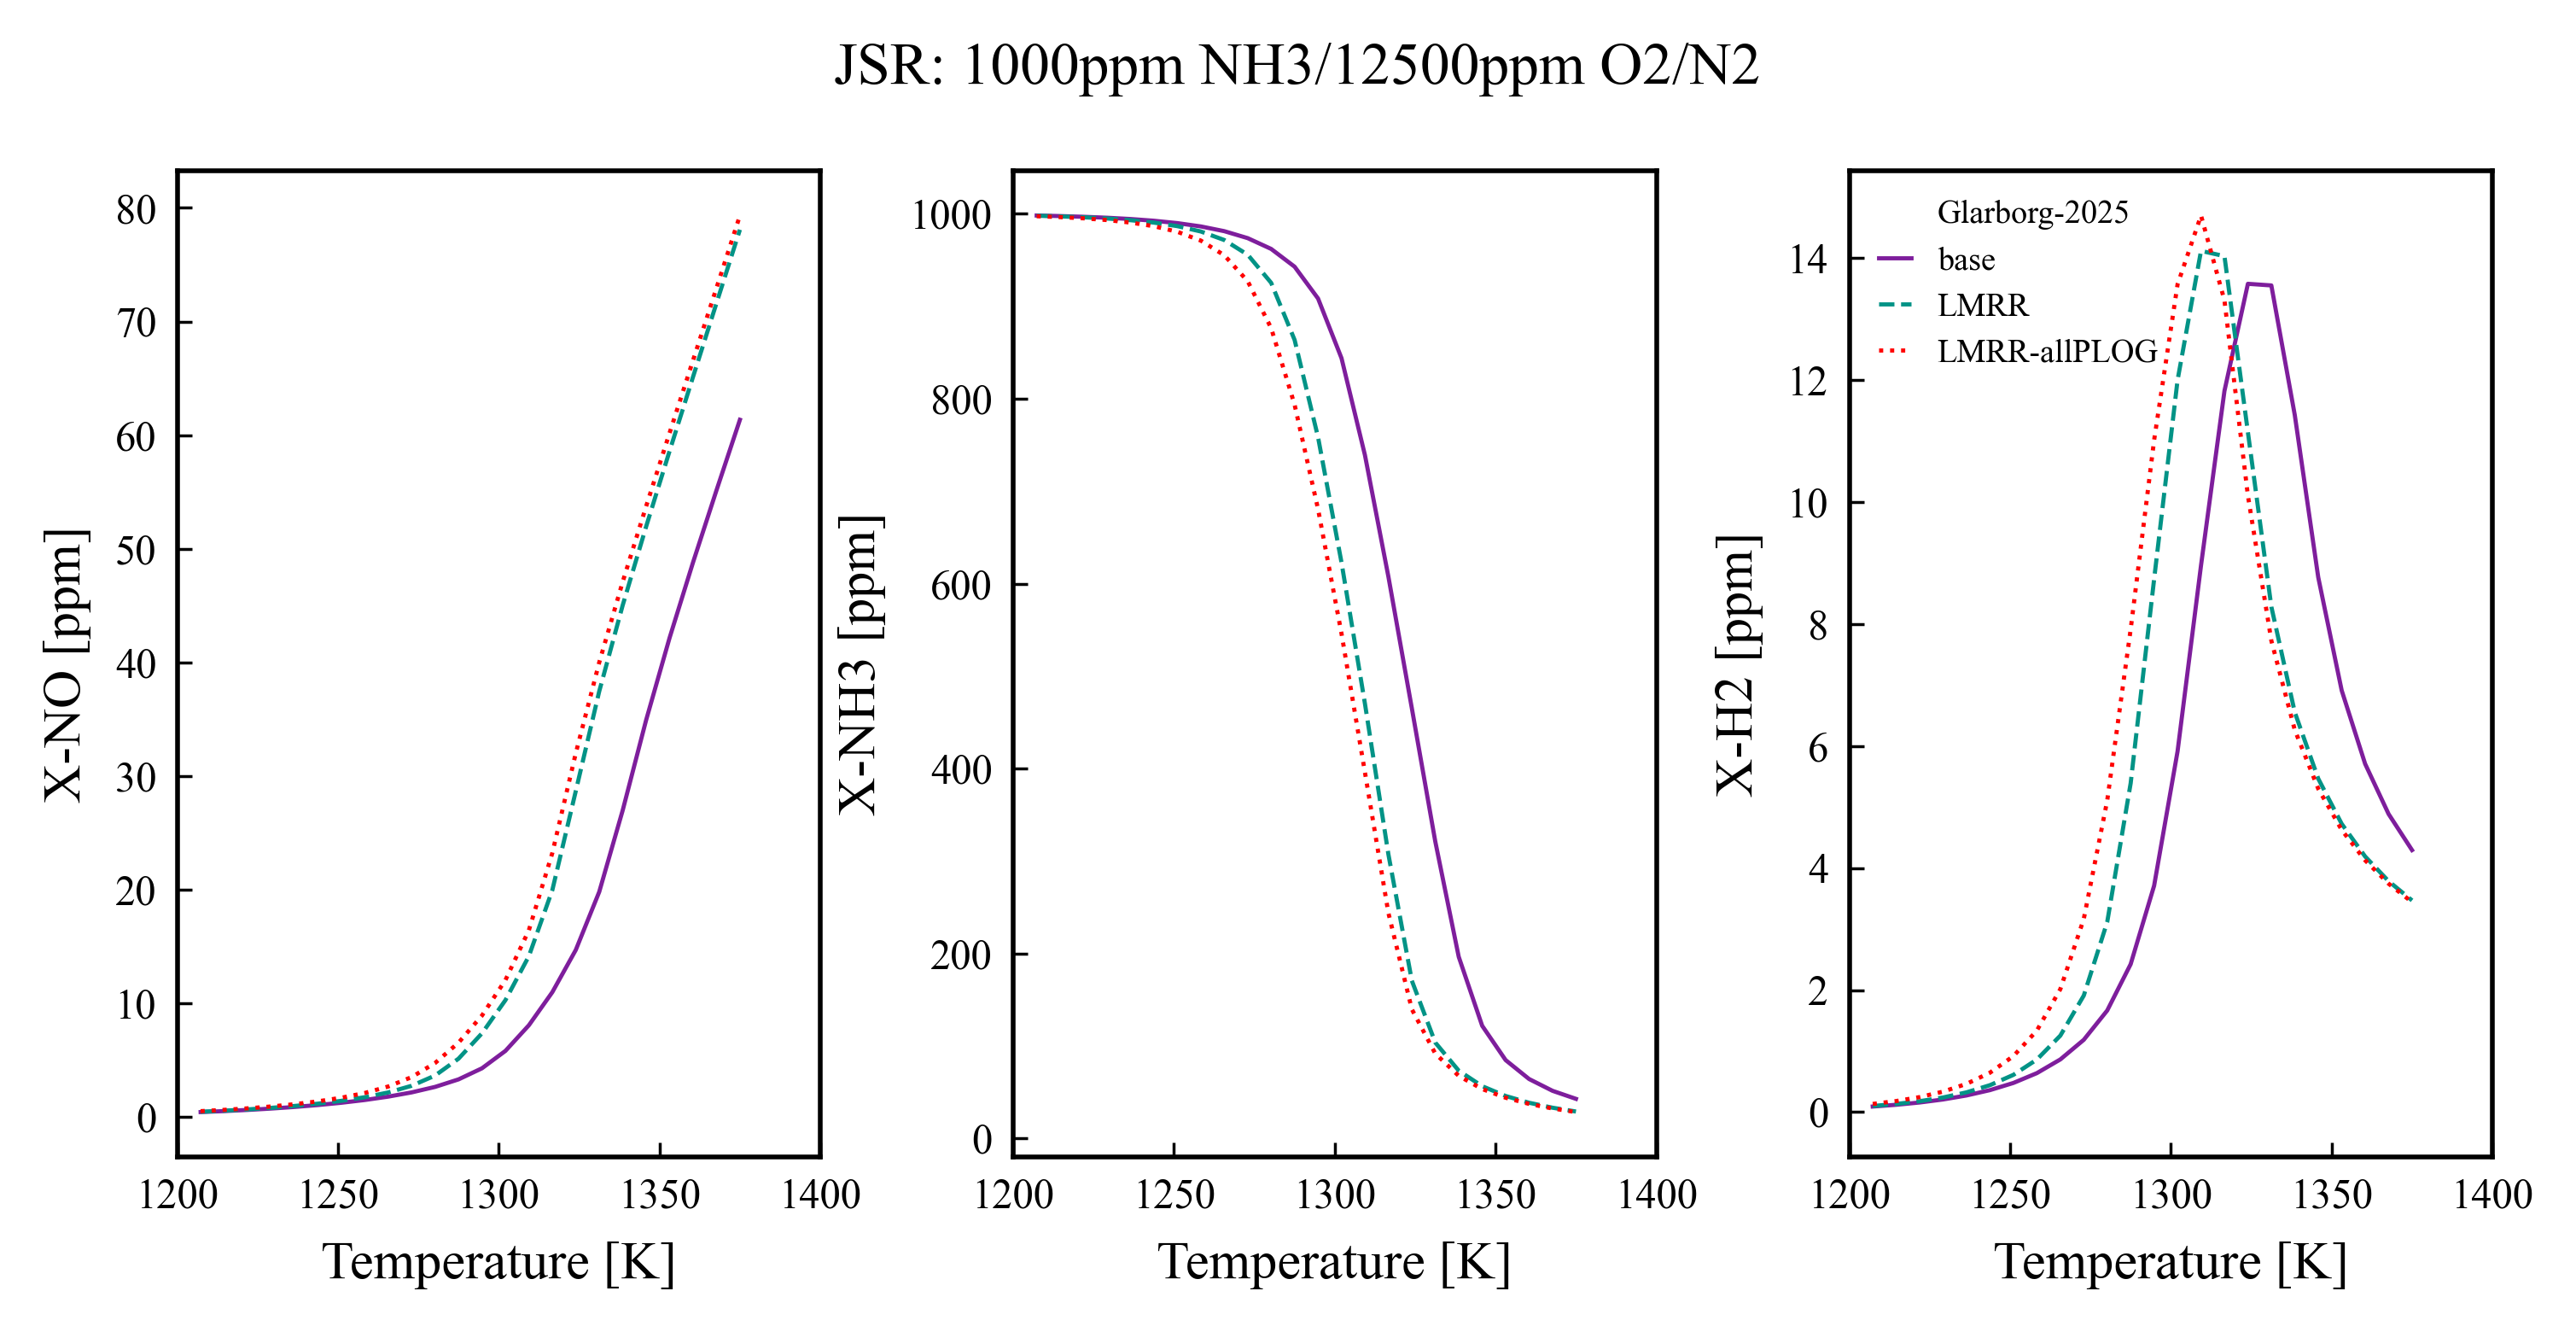 JSR: 1000ppm NH3/12500ppm O2/N2
X-NO [ppm]
80
70
60
50
40
30
20
10
0
1200 1250 1300 1350 1400
Temperature [K]
X-NH3 [ppm]
1000
800
600
400
200
0
1200 1250 1300 1350 1400
Temperature [K]
X-H2 [ppm]
14
12
10
8
6
4
2
0
Glarborg-2025
base
LMRR
LMRR-allPLOG
1200 1250 1300 1350 1400
Temperature [K]